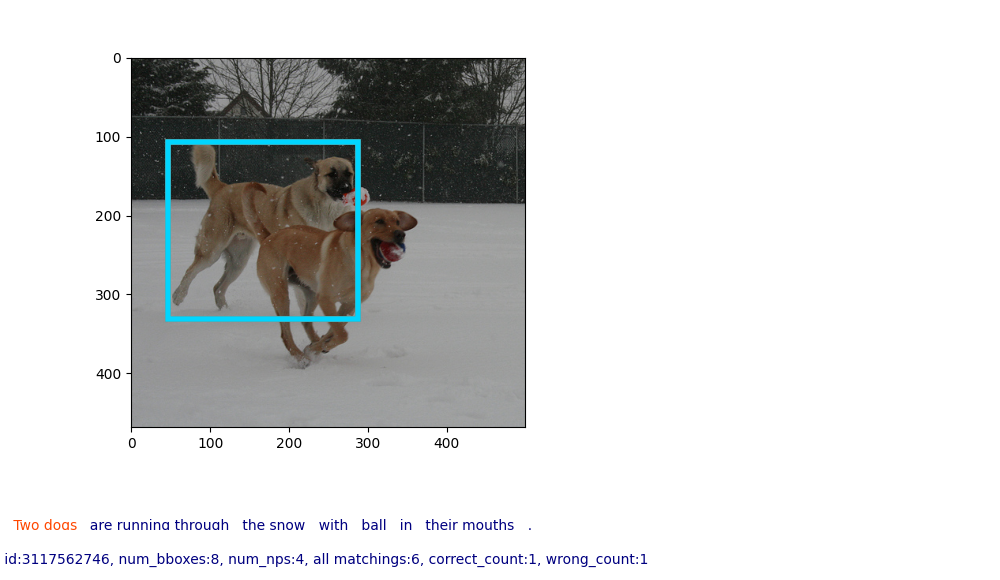 0
100
200
300
400
0 100 200 300 400
Two dogs are running through the snow with ball in their mouths .
id:3117562746, num_bboxes:8, num_nps:4, all matchings:6, correct_count:1, wrong_count:1